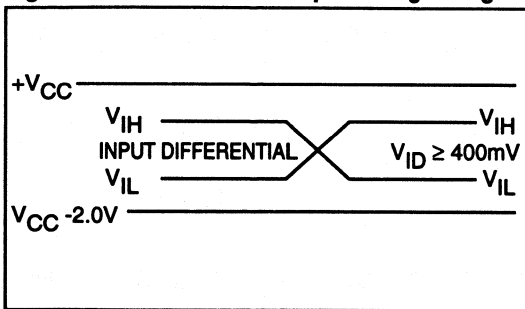 +VCC
VIH VIH
INPUT DIFFERENTIAL VID ≥ 400mV
VIL VIL
VCC -2.0V